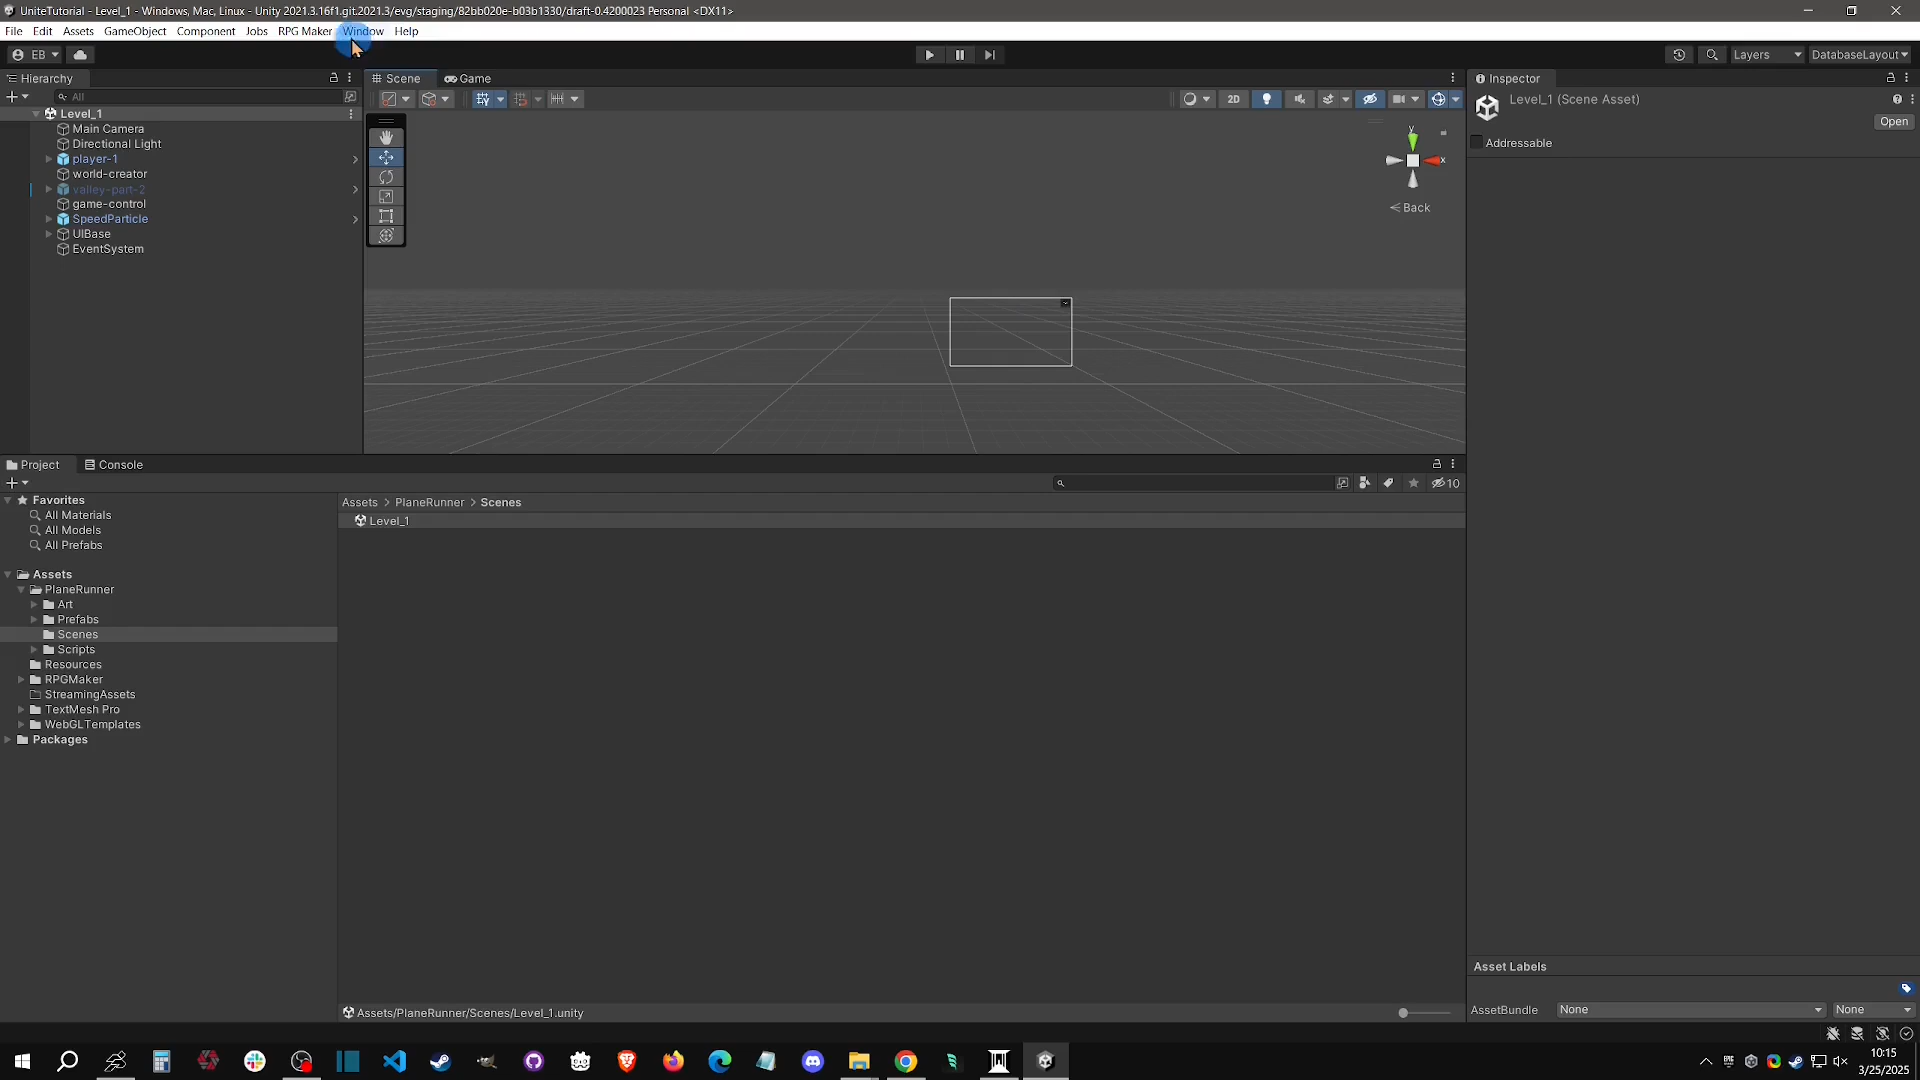 UniteTutorial - Level_1 - Windows, Mac, Linux - Unity 2021.3.16f1.git.2021.3/evg/staging/82bb020e-b03b1330/draft-0.4200023 Personal <DX11>
File Edit Assets GameObject Component Jobs RPG Maker Window Help
EB Layers DatabaseLayout
Hierarchy
All
Level_1
Main Camera
Directional Light
player-1
world-creator
valley-part-2
game-control
SpeedParticle
UIBase
EventSystem
Scene Game
2D
y
x
Back
Inspector
Level_1 (Scene Asset)
Open
Addressable
Project Console
10
Favorites
All Materials
All Models
All Prefabs
Assets
PlaneRunner
Art
Prefabs
Scenes
Scripts
Resources
RPGMaker
StreamingAssets
TextMesh Pro
WebGLTemplates
Packages
Assets > PlaneRunner > Scenes
Level_1
Assets/PlaneRunner/Scenes/Level_1.unity
Asset Labels
AssetBundle None None
10:15
3/25/2025